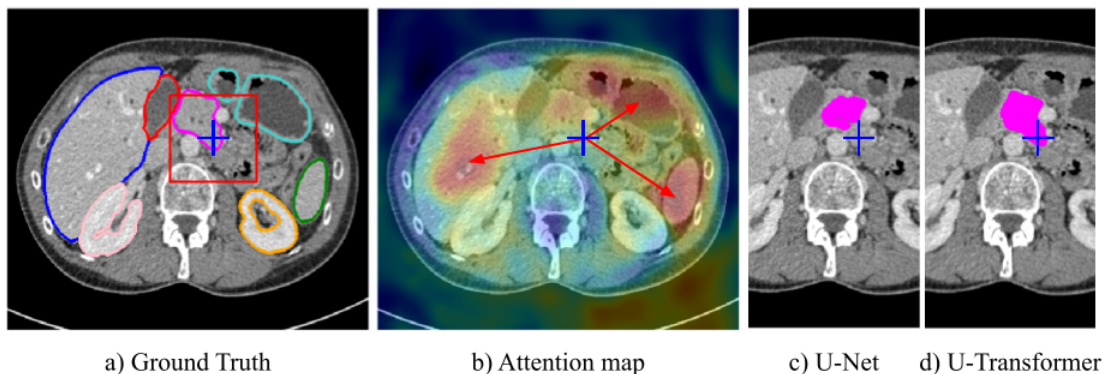 a) Ground Truth
b) Attention map
c) U-Net
d) U-Transformer